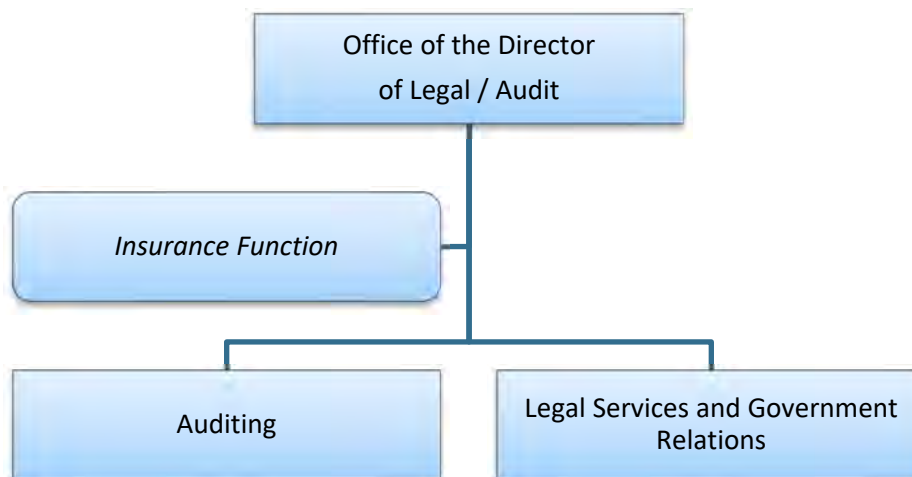 Office of the Director
of Legal / Audit
Insurance Function
Auditing
Legal Services and Government
Relations